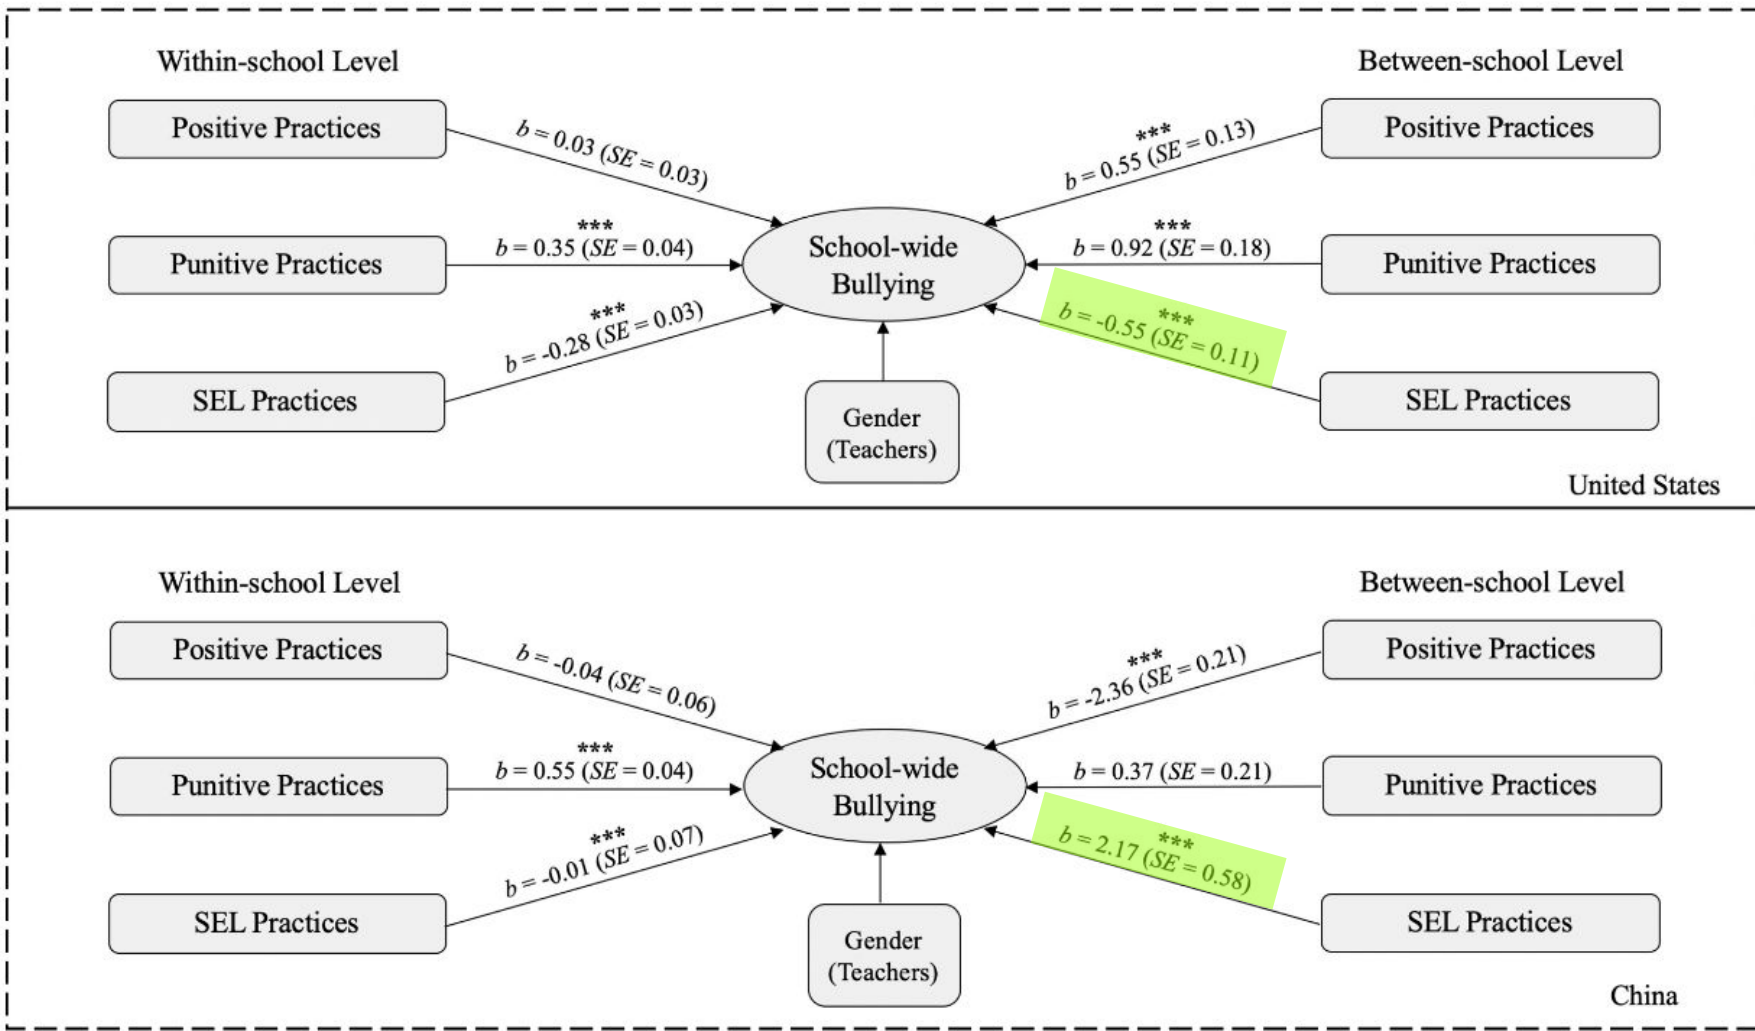 Within-school Level
Between-school Level
Positive Practices
b = 0.03 (SE = 0.03)
***
b = 0.55 (SE = 0.13)
Positive Practices
Punitive Practices
***
b = 0.35 (SE = 0.04)
School-wide
Bullying
***
b = 0.92 (SE = 0.18)
Punitive Practices
SEL Practices
***
b = -0.28 (SE = 0.03)
***
b = -0.55 (SE = 0.11)
SEL Practices
Gender
(Teachers)
United States
Within-school Level
Between-school Level
Positive Practices
b = -0.04 (SE = 0.06)
***
b = -2.36 (SE = 0.21)
Positive Practices
Punitive Practices
***
b = 0.55 (SE = 0.04)
School-wide
Bullying
b = 0.37 (SE = 0.21)
Punitive Practices
SEL Practices
***
b = -0.01 (SE = 0.07)
***
b = 2.17 (SE = 0.58)
SEL Practices
Gender
(Teachers)
China